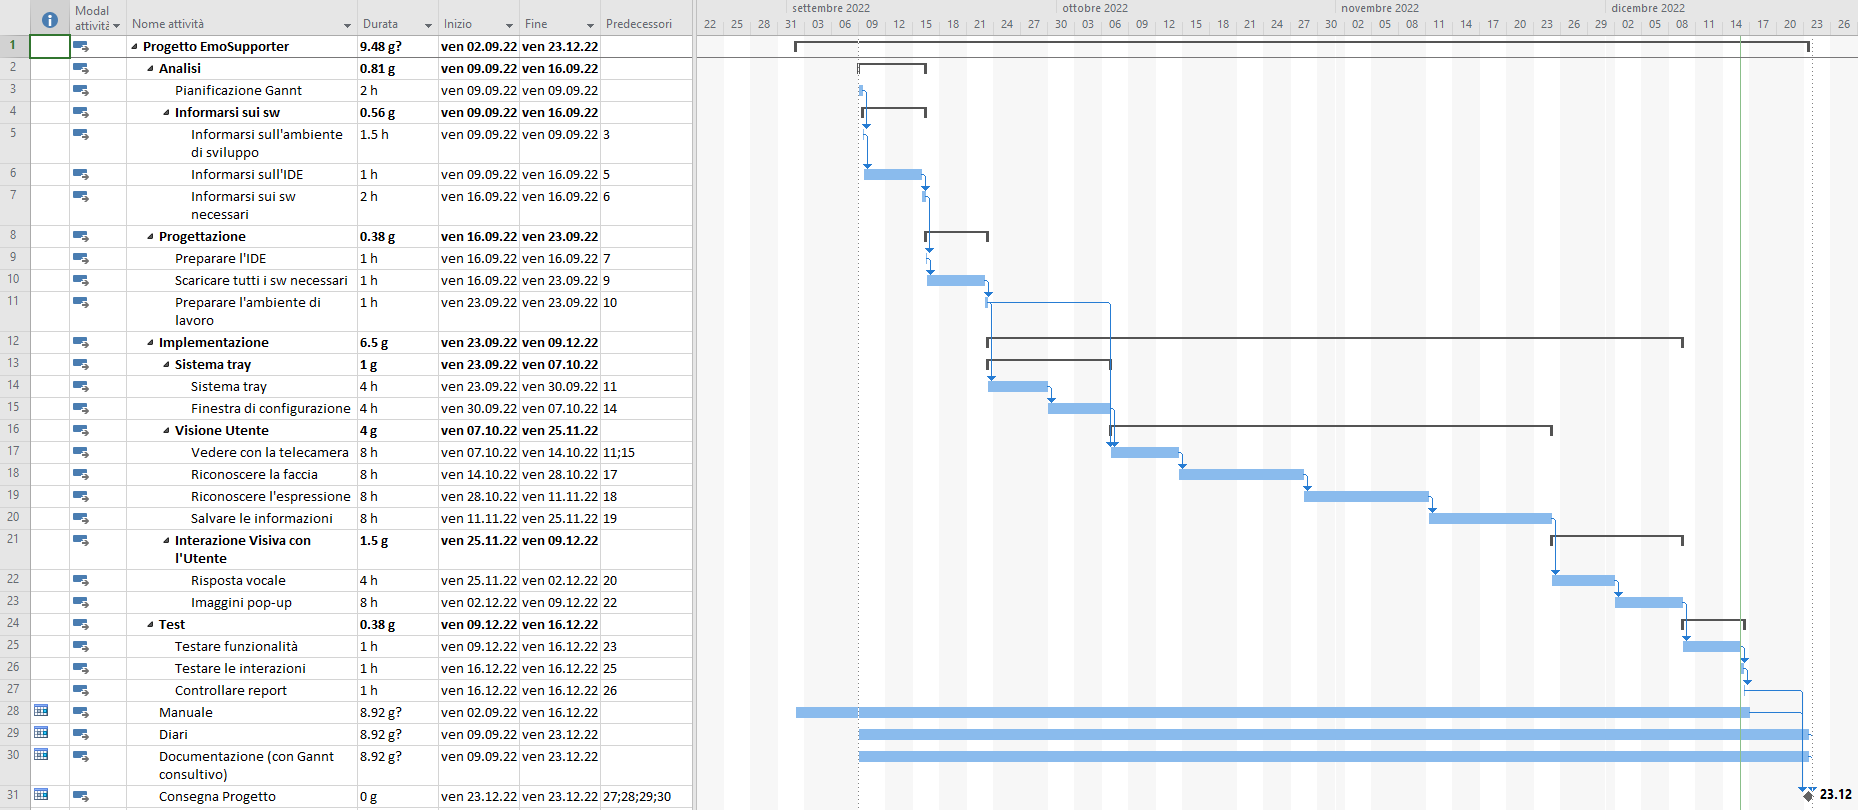 settembre 2022 ottobre 2022 novembre 2022 dicembre 2022
Modal
attività Nome attività Durata Inizio Fine Predecessori
22 25 28 31 03 06 09 12 15 18 21 24 27 30 03 06 09 12 15 18 21 24 27 30 02 05 08 11 14 17 20 23 26 29 02 05 08 11 14 17 20 23 26
1 Progetto EmoSupporter 9.48 g? ven 02.09.22 ven 23.12.22
2 Analisi 0.81 g ven 09.09.22 ven 16.09.22
3 Pianificazione Gannt 2 h ven 09.09.22 ven 09.09.22
4 Informarsi sui sw 0.56 g ven 09.09.22 ven 16.09.22
5 Informarsi sull'ambiente 1.5 h ven 09.09.22 ven 09.09.22 3
di sviluppo
6 Informarsi sull'IDE 1 h ven 09.09.22 ven 16.09.22 5
7 Informarsi sui sw 2 h ven 16.09.22 ven 16.09.22 6
necessari
8 Progettazione 0.38 g ven 16.09.22 ven 23.09.22
9 Preparare l'IDE 1 h ven 16.09.22 ven 16.09.22 7
10 Scaricare tutti i sw necessari 1 h ven 16.09.22 ven 23.09.22 9
11 Preparare l'ambiente di 1 h ven 23.09.22 ven 23.09.22 10
lavoro
12 Implementazione 6.5 g ven 23.09.22 ven 09.12.22
13 Sistema tray 1 g ven 23.09.22 ven 07.10.22
14 Sistema tray 4 h ven 23.09.22 ven 30.09.22 11
15 Finestra di configurazione 4 h ven 30.09.22 ven 07.10.22 14
16 Visione Utente 4 g ven 07.10.22 ven 25.11.22
17 Vedere con la telecamera 8 h ven 07.10.22 ven 14.10.22 11;15
18 Riconoscere la faccia 8 h ven 14.10.22 ven 28.10.22 17
19 Riconoscere l'espressione 8 h ven 28.10.22 ven 11.11.22 18
20 Salvare le informazioni 8 h ven 11.11.22 ven 25.11.22 19
21 Interazione Visiva con 1.5 g ven 25.11.22 ven 09.12.22
l'Utente
22 Risposta vocale 4 h ven 25.11.22 ven 02.12.22 20
23 Imaggini pop-up 8 h ven 02.12.22 ven 09.12.22 22
24 Test 0.38 g ven 09.12.22 ven 16.12.22
25 Testare funzionalità 1 h ven 09.12.22 ven 16.12.22 23
26 Testare le interazioni 1 h ven 16.12.22 ven 16.12.22 25
27 Controllare report 1 h ven 16.12.22 ven 16.12.22 26
28 Manuale 8.92 g? ven 02.09.22 ven 16.12.22
29 Diari 8.92 g? ven 09.09.22 ven 23.12.22
30 Documentazione (con Gannt 8.92 g? ven 09.09.22 ven 23.12.22
consultivo)
31 Consegna Progetto 0 g ven 23.12.22 ven 23.12.22 27;28;29;30 23.12